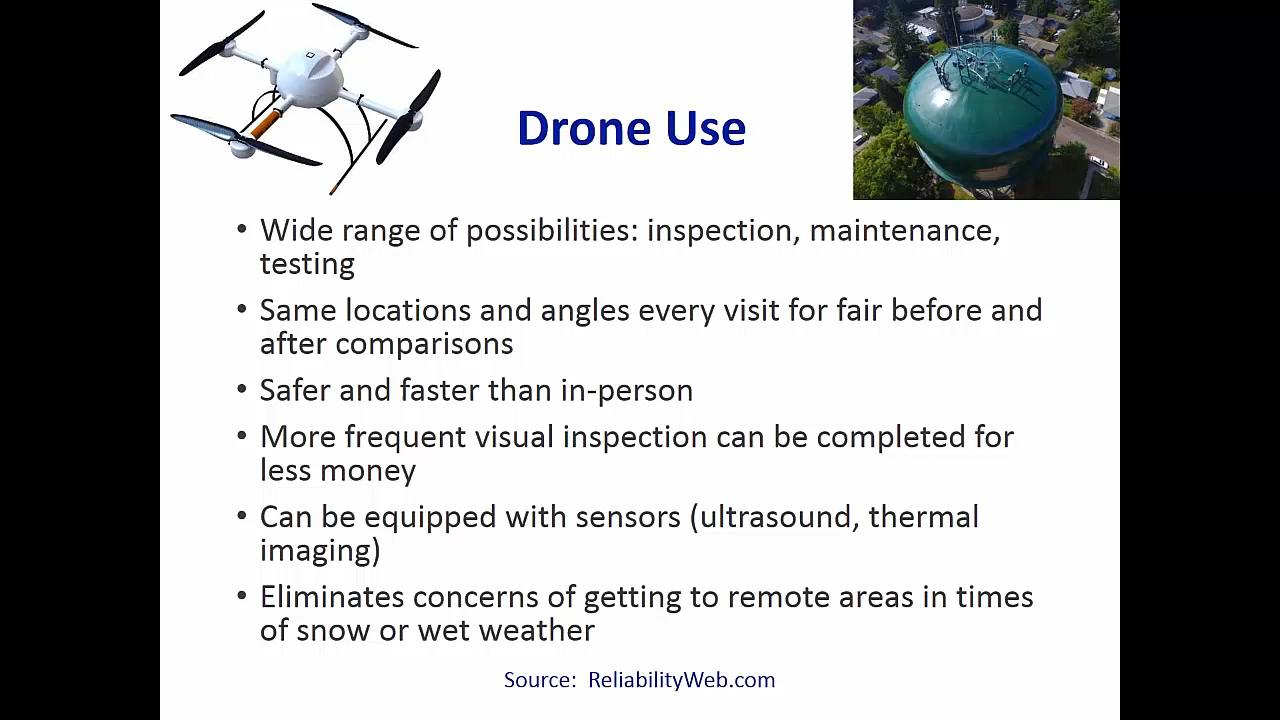 Drone Use
• Wide range of possibilities: inspection, maintenance,
testing
• Same locations and angles every visit for fair before and
after comparisons
• Safer and faster than in-person
• More frequent visual inspection can be completed for
less money
• Can be equipped with sensors (ultrasound, thermal
imaging)
• Eliminates concerns of getting to remote areas in times
of snow or wet weather
Source: ReliabilityWeb.com